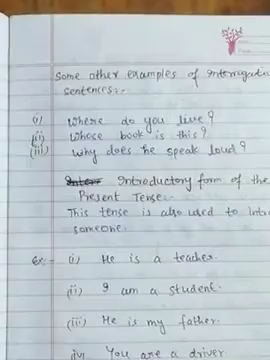 Some other examples of interrogati
sentences:-
(i) Where do you live?
(ii) Whose book is this?
(iii) Why does he speak loud?
Introductory form of the
Present Tense:-
This tense is also used to intr
someone.
Ex:- (i) He is a teacher.
(ii) I am a student.
(iii) He is my father.
(iv) You are a driver.